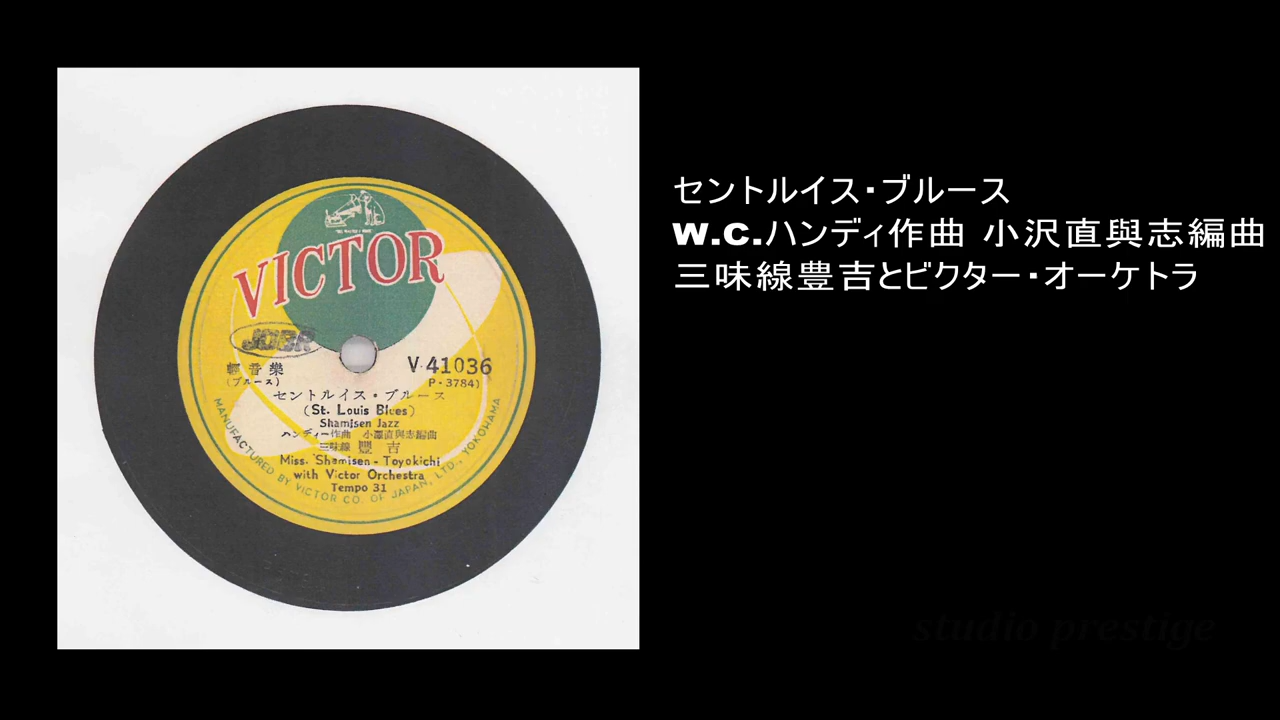 VICTOR
JOBR
V-41036
輕音樂
(ブルース)
P・3784)
セントルイス・ブルース
(St. Louis Blues)
Shamisen Jazz
ハンディー作曲 小澤直與志編曲
三味線 豐吉
Miss. Shamisen - Toyokichi
with Victor Orchestra
Tempo 31
MANUFACTURED BY VICTOR CO. OF JAPAN, LTD., YOKOHAMA
セントルイス・ブルース
W.C.ハンディ作曲 小沢直與志編曲
三味線豊吉とビクター・オーケトラ
studio prestige